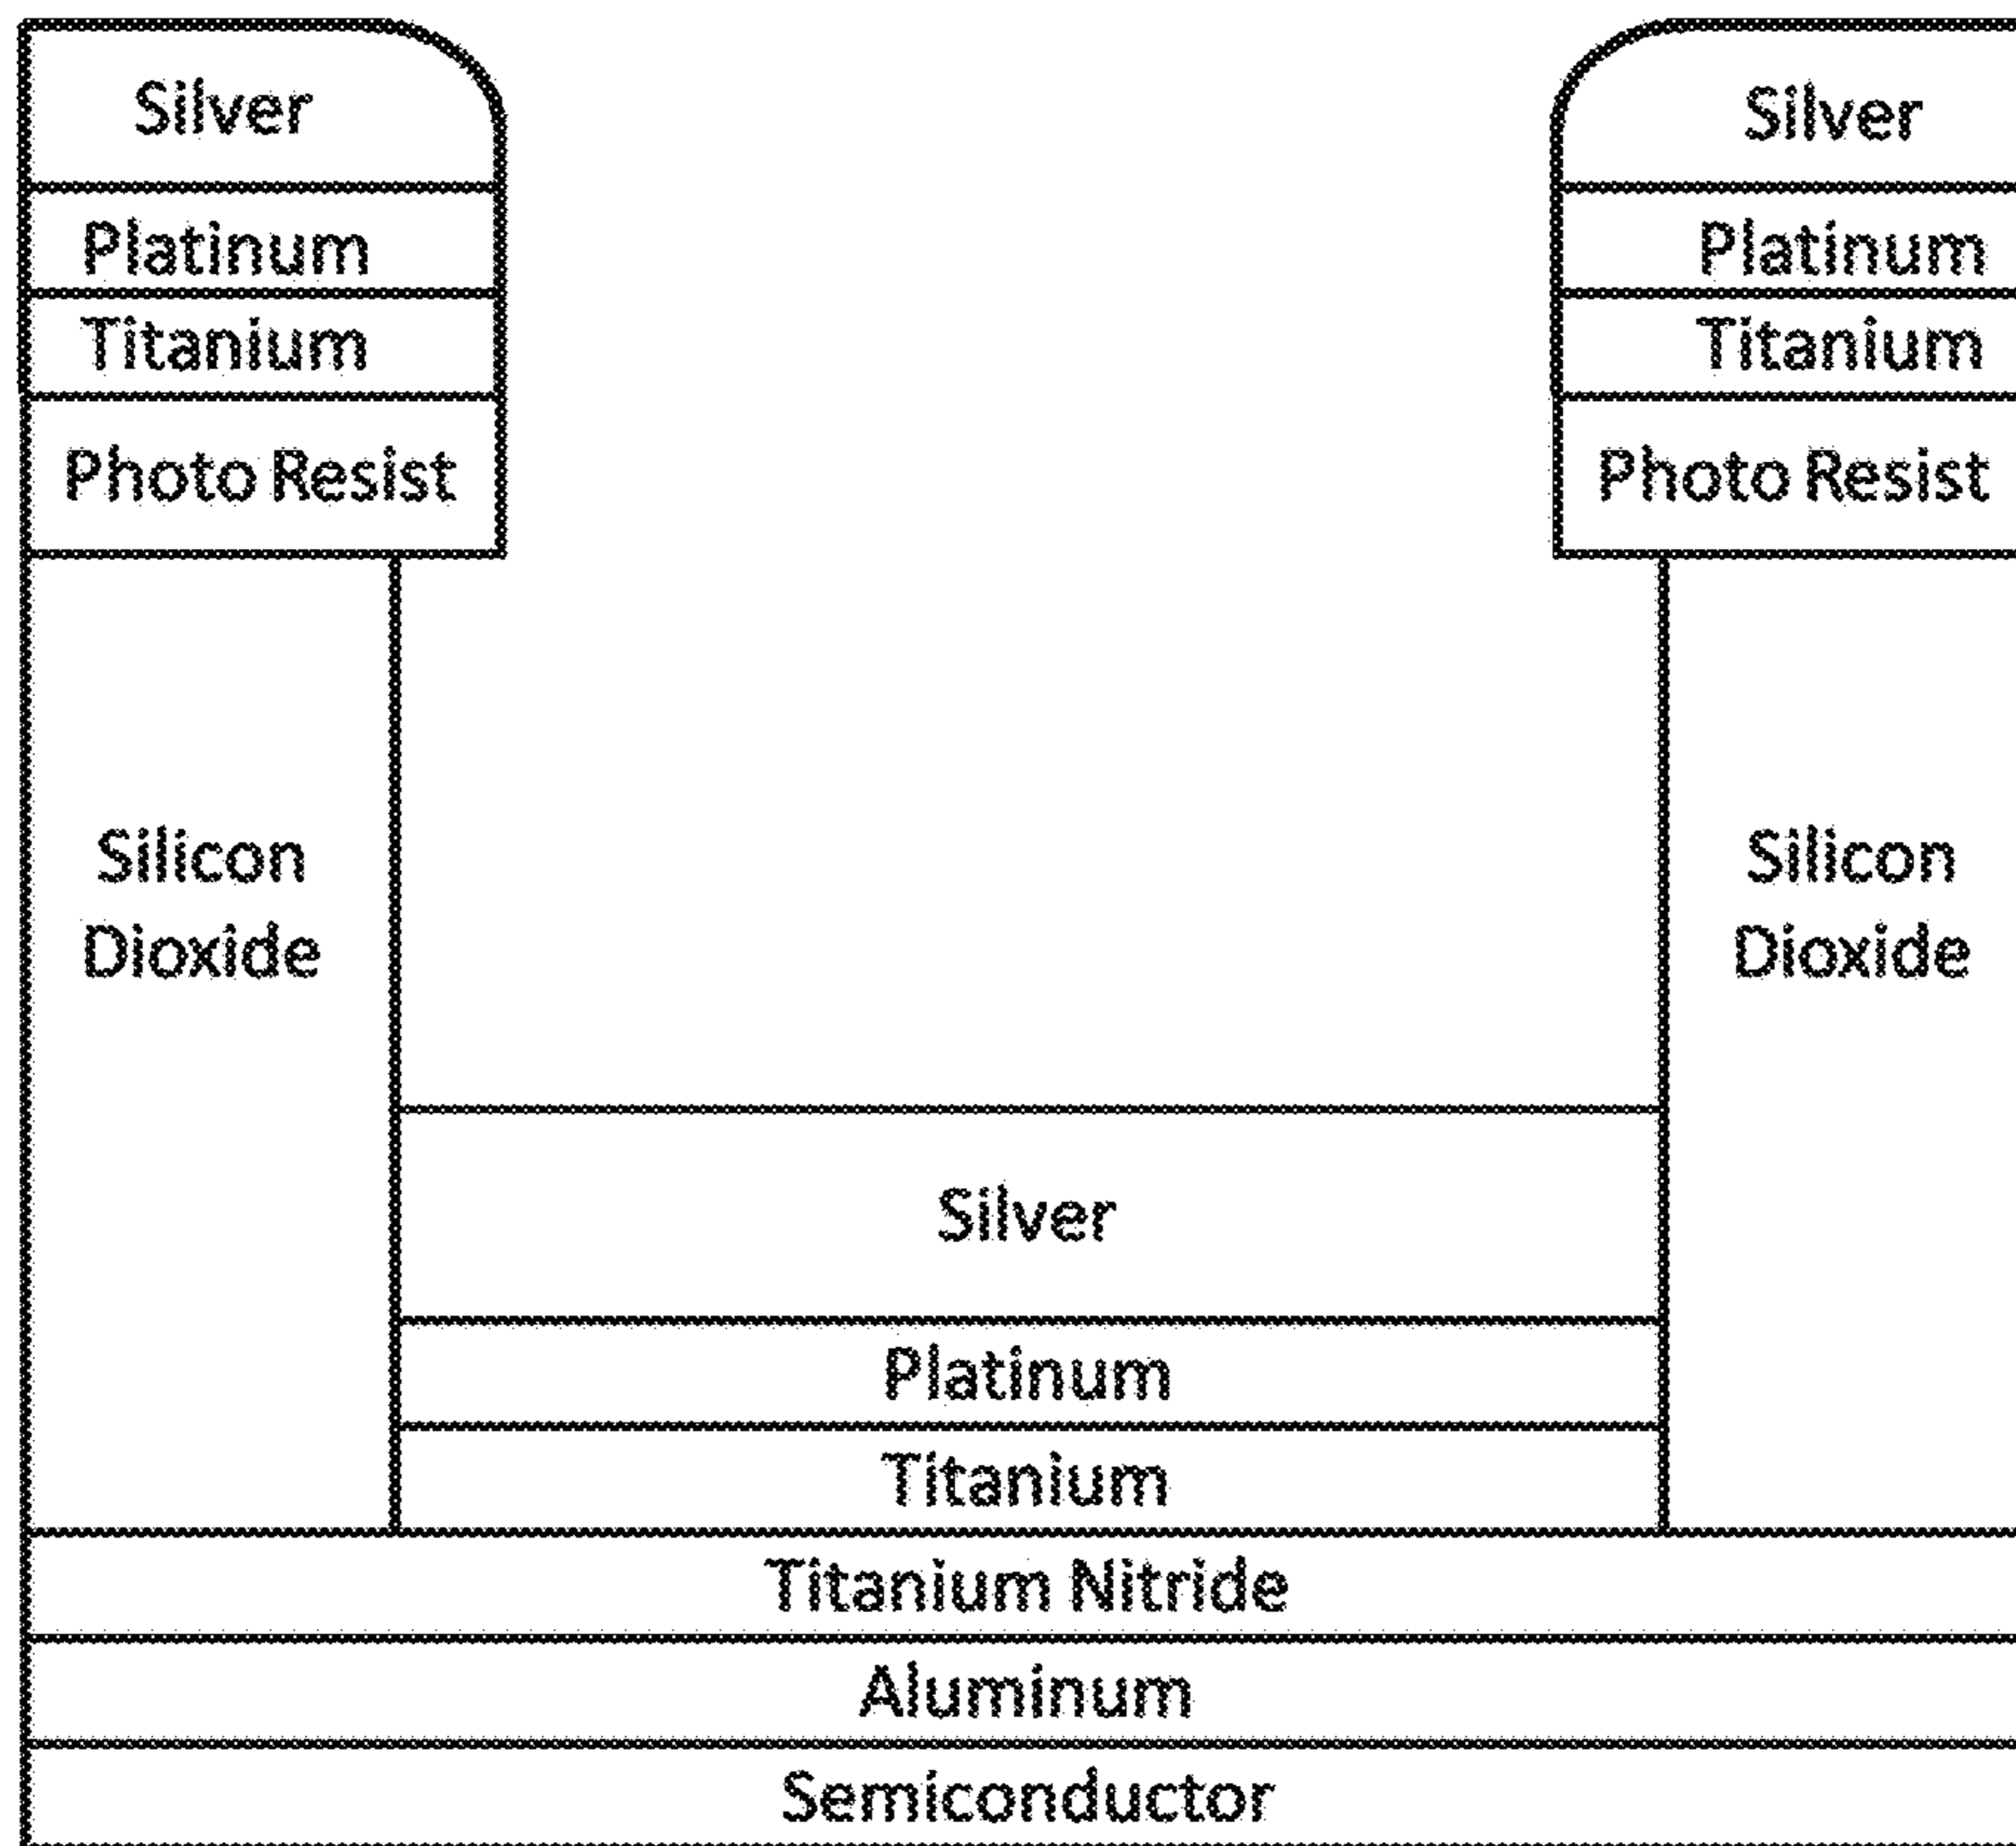 Silver
Silver
Platinum
Platinum
Titanium
Titanium
Photo Resist
Photo Resist
Silicon
Dioxide
Silicon
Dioxide
Silver
Platinum
Titanium
Titanium Nitride
Aluminum
Semiconductor